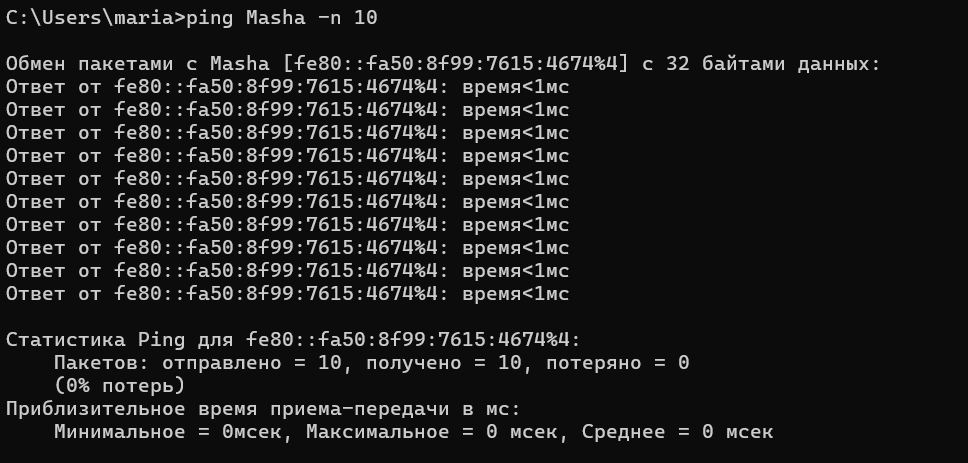 C:\Users\maria>ping Masha -n 10
Обмен пакетами с Masha [fe80::fa50:8f99:7615:4674%4] с 32 байтами данных:
Ответ от fe80::fa50:8f99:7615:4674%4: время<1мс
Ответ от fe80::fa50:8f99:7615:4674%4: время<1мс
Ответ от fe80::fa50:8f99:7615:4674%4: время<1мс
Ответ от fe80::fa50:8f99:7615:4674%4: время<1мс
Ответ от fe80::fa50:8f99:7615:4674%4: время<1мс
Ответ от fe80::fa50:8f99:7615:4674%4: время<1мс
Ответ от fe80::fa50:8f99:7615:4674%4: время<1мс
Ответ от fe80::fa50:8f99:7615:4674%4: время<1мс
Ответ от fe80::fa50:8f99:7615:4674%4: время<1мс
Ответ от fe80::fa50:8f99:7615:4674%4: время<1мс
Статистика Ping для fe80::fa50:8f99:7615:4674%4:
Пакетов: отправлено = 10, получено = 10, потеряно = 0
(0% потерь)
Приблизительное время приема-передачи в мс:
Минимальное = 0мсек, Максимальное = 0 мсек, Среднее = 0 мсек